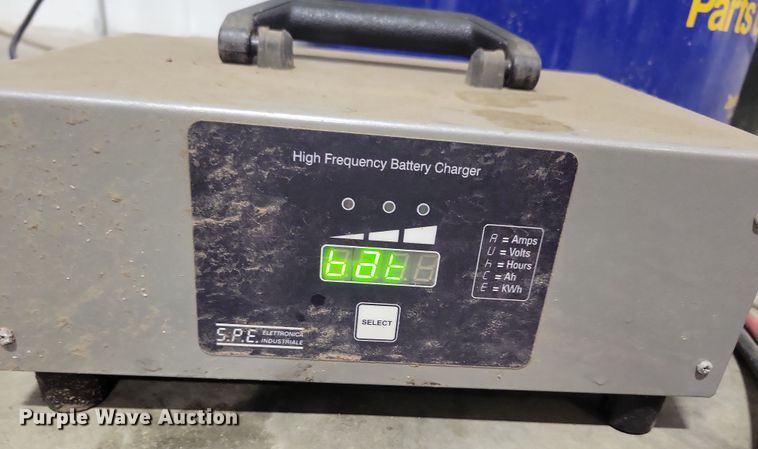 Parts
High Frequency Battery Charger
A = Amps
U = Volts
h = Hours
C = Ah
E = KWh
bat
SELECT
S.P.E. ELETTRONICA
INDUSTRIALE
Purple Wave Auction